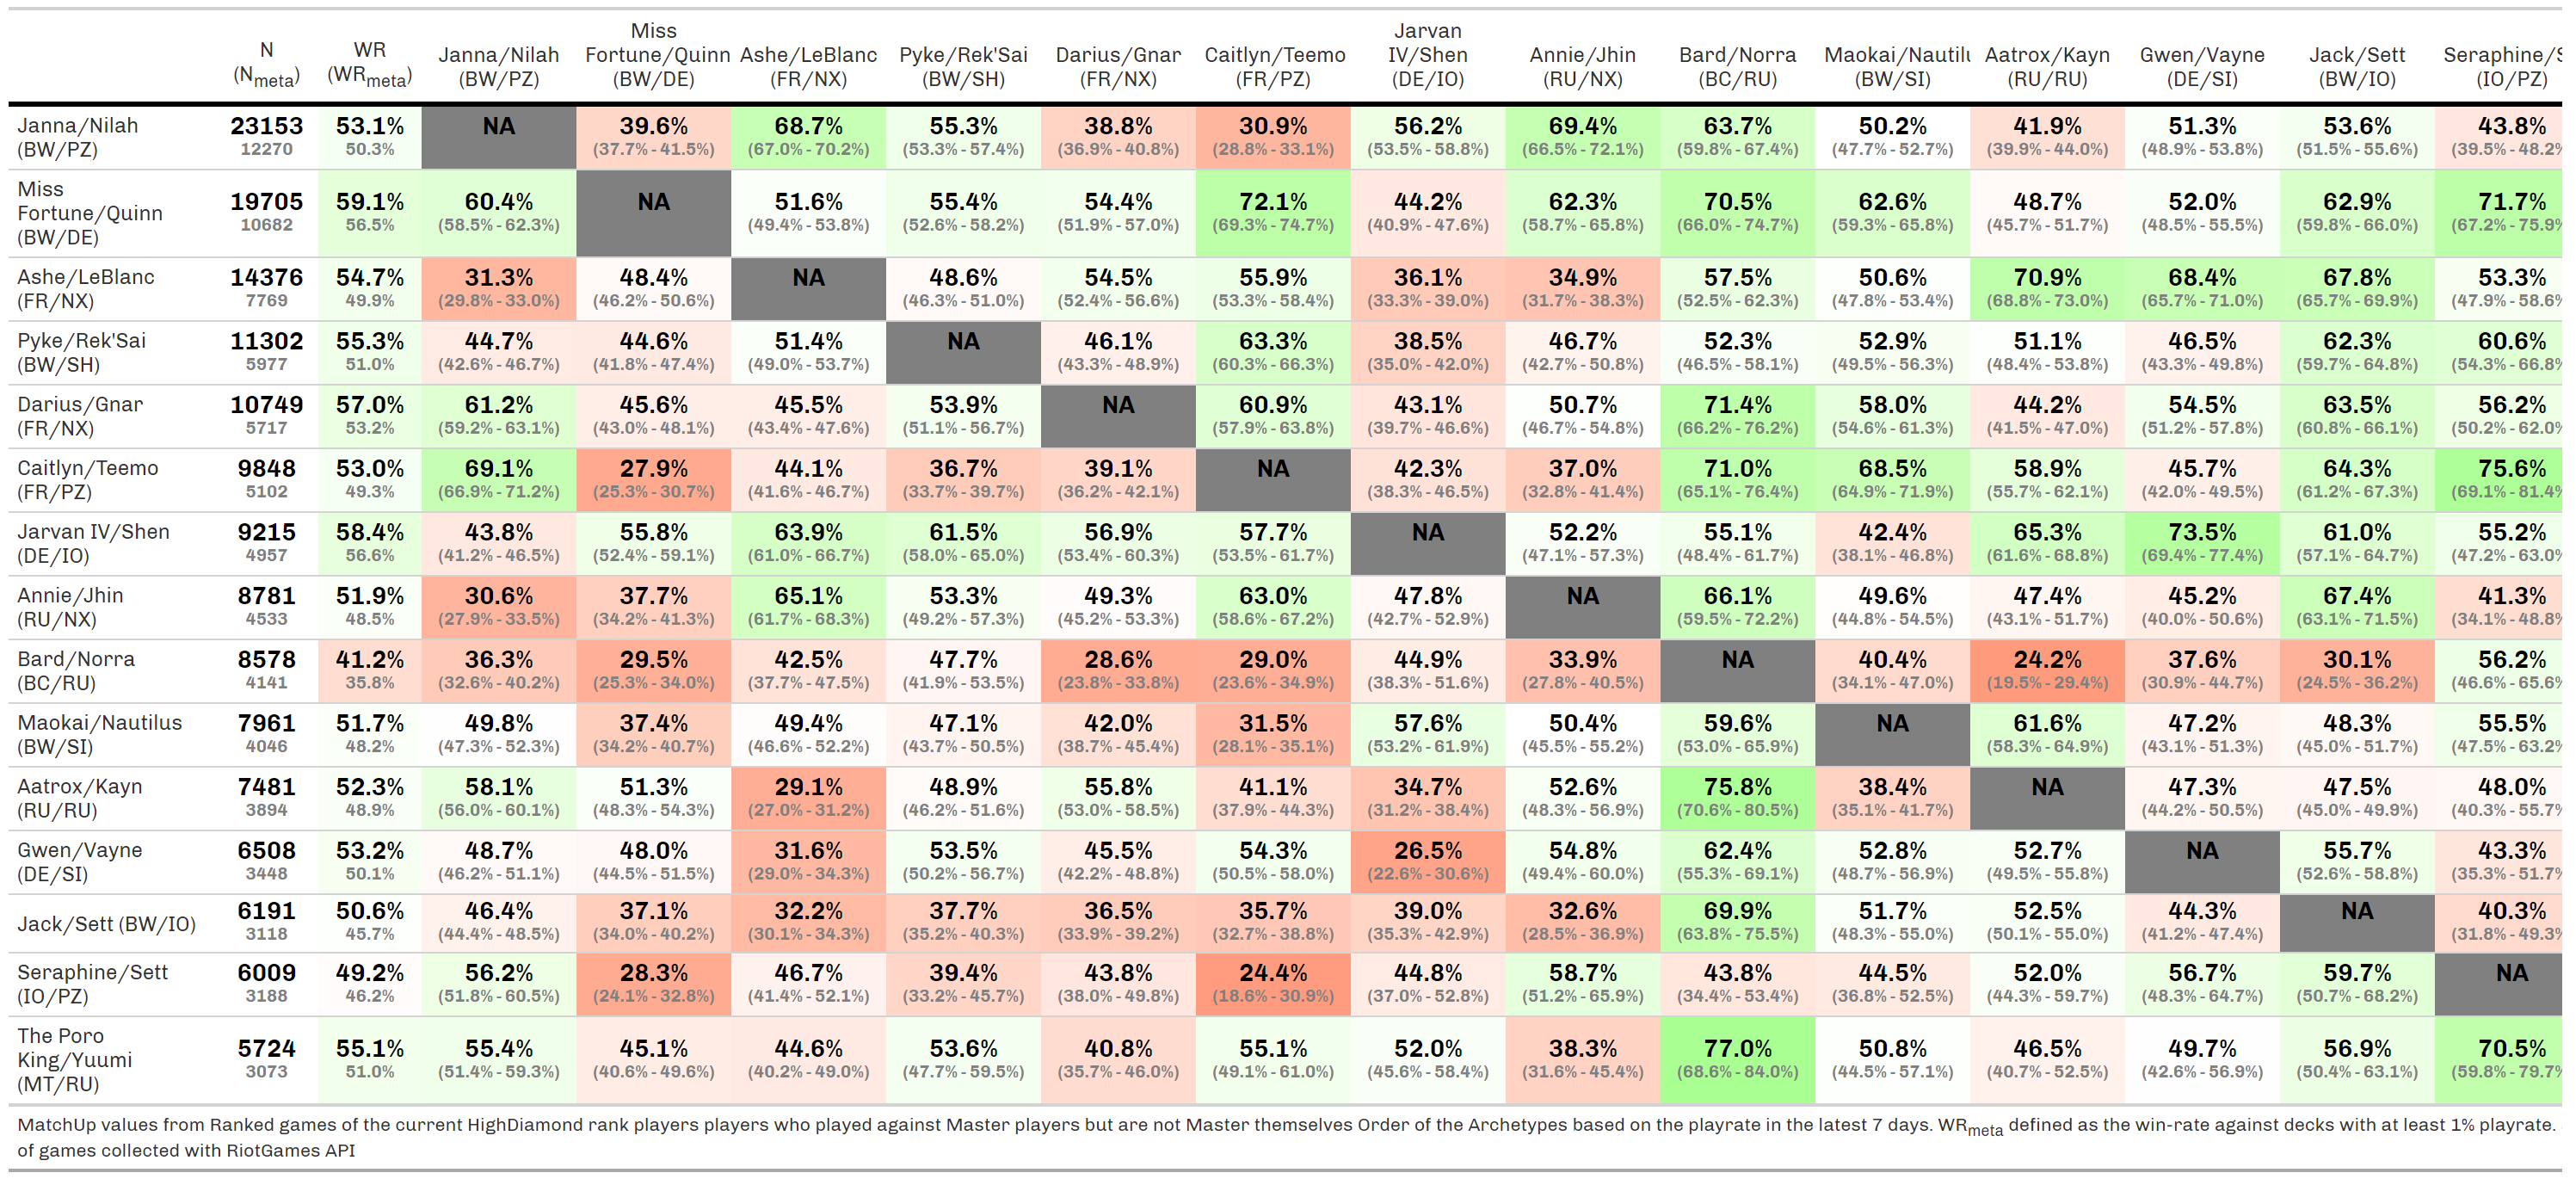 Miss Jarvan
N WR Janna/Nilah Fortune/Quinn Ashe/LeBlanc Pyke/Rek'Sai Darius/Gnar Caitlyn/Teemo IV/Shen Annie/Jhin Bard/Norra Maokai/Nautilu Aatrox/Kayn Gwen/Vayne Jack/Sett Seraphine/S
(Nmeta) (WRmeta) (BW/PZ) (BW/DE) (FR/NX) (BW/SH) (FR/NX) (FR/PZ) (DE/IO) (RU/NX) (BC/RU) (BW/SI) (RU/RU) (DE/SI) (BW/IO) (IO/PZ)
Janna/Nilah 23153 53.1% NA 39.6% 68.7% 55.3% 38.8% 30.9% 56.2% 69.4% 63.7% 50.2% 41.9% 51.3% 53.6% 43.8%
(BW/PZ) 12270 50.3% (37.7% - 41.5%) (67.0% - 70.2%) (53.3% - 57.4%) (36.9% - 40.8%) (28.8% - 33.1%) (53.5% - 58.8%) (66.5% - 72.1%) (59.8% - 67.4%) (47.7% - 52.7%) (39.9% - 44.0%) (48.9% - 53.8%) (51.5% - 55.6%) (39.5% - 48.2%
Miss
Fortune/Quinn 19705 59.1% 60.4% NA 51.6% 55.4% 54.4% 72.1% 44.2% 62.3% 70.5% 62.6% 48.7% 52.0% 62.9% 71.7%
(BW/DE) 10682 56.5% (58.5% - 62.3%) (49.4% - 53.8%) (52.6% - 58.2%) (51.9% - 57.0%) (69.3% - 74.7%) (40.9% - 47.6%) (58.7% - 65.8%) (66.0% - 74.7%) (59.3% - 65.8%) (45.7% - 51.7%) (48.5% - 55.5%) (59.8% - 66.0%) (67.2% - 75.9%
Ashe/LeBlanc 14376 54.7% 31.3% 48.4% NA 48.6% 54.5% 55.9% 36.1% 34.9% 57.5% 50.6% 70.9% 68.4% 67.8% 53.3%
(FR/NX) 7769 49.9% (29.8% - 33.0%) (46.2% - 50.6%) (46.3% - 51.0%) (52.4% - 56.6%) (53.3% - 58.4%) (33.3% - 39.0%) (31.7% - 38.3%) (52.5% - 62.3%) (47.8% - 53.4%) (68.8% - 73.0%) (65.7% - 71.0%) (65.7% - 69.9%) (47.9% - 58.6%
Pyke/Rek'Sai 11302 55.3% 44.7% 44.6% 51.4% NA 46.1% 63.3% 38.5% 46.7% 52.3% 52.9% 51.1% 46.5% 62.3% 60.6%
(BW/SH) 5977 51.0% (42.6% - 46.7%) (41.8% - 47.4%) (49.0% - 53.7%) (43.3% - 48.9%) (60.3% - 66.3%) (35.0% - 42.0%) (42.7% - 50.8%) (46.5% - 58.1%) (49.5% - 56.3%) (48.4% - 53.8%) (43.3% - 49.8%) (59.7% - 64.8%) (54.3% - 66.8%
Darius/Gnar 10749 57.0% 61.2% 45.6% 45.5% 53.9% NA 60.9% 43.1% 50.7% 71.4% 58.0% 44.2% 54.5% 63.5% 56.2%
(FR/NX) 5717 53.2% (59.2% - 63.1%) (43.0% - 48.1%) (43.4% - 47.6%) (51.1% - 56.7%) (57.9% - 63.8%) (39.7% - 46.6%) (46.7% - 54.8%) (66.2% - 76.2%) (54.6% - 61.3%) (41.5% - 47.0%) (51.2% - 57.8%) (60.8% - 66.1%) (50.2% - 62.0%
Caitlyn/Teemo 9848 53.0% 69.1% 27.9% 44.1% 36.7% 39.1% NA 42.3% 37.0% 71.0% 68.5% 58.9% 45.7% 64.3% 75.6%
(FR/PZ) 5102 49.3% (66.9% - 71.2%) (25.3% - 30.7%) (41.6% - 46.7%) (33.7% - 39.7%) (36.2% - 42.1%) (38.3% - 46.5%) (32.8% - 41.4%) (65.1% - 76.4%) (64.9% - 71.9%) (55.7% - 62.1%) (42.0% - 49.5%) (61.2% - 67.3%) (69.1% - 81.4%
Jarvan IV/Shen 9215 58.4% 43.8% 55.8% 63.9% 61.5% 56.9% 57.7% NA 52.2% 55.1% 42.4% 65.3% 73.5% 61.0% 55.2%
(DE/IO) 4957 56.6% (41.2% - 46.5%) (52.4% - 59.1%) (61.0% - 66.7%) (58.0% - 65.0%) (53.4% - 60.3%) (53.5% - 61.7%) (47.1% - 57.3%) (48.4% - 61.7%) (38.1% - 46.8%) (61.6% - 68.8%) (69.4% - 77.4%) (57.1% - 64.7%) (47.2% - 63.0%
Annie/Jhin 8781 51.9% 30.6% 37.7% 65.1% 53.3% 49.3% 63.0% 47.8% NA 66.1% 49.6% 47.4% 45.2% 67.4% 41.3%
(RU/NX) 4533 48.5% (27.9% - 33.5%) (34.2% - 41.3%) (61.7% - 68.3%) (49.2% - 57.3%) (45.2% - 53.3%) (58.6% - 67.2%) (42.7% - 52.9%) (59.5% - 72.2%) (44.8% - 54.5%) (43.1% - 51.7%) (40.0% - 50.6%) (63.1% - 71.5%) (34.1% - 48.8%
Bard/Norra 8578 41.2% 36.3% 29.5% 42.5% 47.7% 28.6% 29.0% 44.9% 33.9% NA 40.4% 24.2% 37.6% 30.1% 56.2%
(BC/RU) 4141 35.8% (32.6% - 40.2%) (25.3% - 34.0%) (37.7% - 47.5%) (41.9% - 53.5%) (23.8% - 33.8%) (23.6% - 34.9%) (38.3% - 51.6%) (27.8% - 40.5%) (34.1% - 47.0%) (19.5% - 29.4%) (30.9% - 44.7%) (24.5% - 36.2%) (46.6% - 65.6%
Maokai/Nautilus 7961 51.7% 49.8% 37.4% 49.4% 47.1% 42.0% 31.5% 57.6% 50.4% 59.6% NA 61.6% 47.2% 48.3% 55.5%
(BW/SI) 4046 48.2% (47.3% - 52.3%) (34.2% - 40.7%) (46.6% - 52.2%) (43.7% - 50.5%) (38.7% - 45.4%) (28.1% - 35.1%) (53.2% - 61.9%) (45.5% - 55.2%) (53.0% - 65.9%) (58.3% - 64.9%) (43.1% - 51.3%) (45.0% - 51.7%) (47.5% - 63.2%
Aatrox/Kayn 7481 52.3% 58.1% 51.3% 29.1% 48.9% 55.8% 41.1% 34.7% 52.6% 75.8% 38.4% NA 47.3% 47.5% 48.0%
(RU/RU) 3894 48.9% (56.0% - 60.1%) (48.3% - 54.3%) (27.0% - 31.2%) (46.2% - 51.6%) (53.0% - 58.5%) (37.9% - 44.3%) (31.2% - 38.4%) (48.3% - 56.9%) (70.6% - 80.5%) (35.1% - 41.7%) (44.2% - 50.5%) (45.0% - 49.9%) (40.3% - 55.7%
Gwen/Vayne 6508 53.2% 48.7% 48.0% 31.6% 53.5% 45.5% 54.3% 26.5% 54.8% 62.4% 52.8% 52.7% NA 55.7% 43.3%
(DE/SI) 3448 50.1% (46.2% - 51.1%) (44.5% - 51.5%) (29.0% - 34.3%) (50.2% - 56.7%) (42.2% - 48.8%) (50.5% - 58.0%) (22.6% - 30.6%) (49.4% - 60.0%) (55.3% - 69.1%) (48.7% - 56.9%) (49.5% - 55.8%) (52.6% - 58.8%) (35.3% - 51.7%
Jack/Sett (BW/IO) 6191 50.6% 46.4% 37.1% 32.2% 37.7% 36.5% 35.7% 39.0% 32.6% 69.9% 51.7% 52.5% 44.3% NA 40.3%
3118 45.7% (44.4% - 48.5%) (34.0% - 40.2%) (30.1% - 34.3%) (35.2% - 40.3%) (33.9% - 39.2%) (32.7% - 38.8%) (35.3% - 42.9%) (28.5% - 36.9%) (63.8% - 75.5%) (48.3% - 55.0%) (50.1% - 55.0%) (41.2% - 47.4%) (31.8% - 49.3%
Seraphine/Sett 6009 49.2% 56.2% 28.3% 46.7% 39.4% 43.8% 24.4% 44.8% 58.7% 43.8% 44.5% 52.0% 56.7% 59.7% NA
(IO/PZ) 3188 46.2% (51.8% - 60.5%) (24.1% - 32.8%) (41.4% - 52.1%) (33.2% - 45.7%) (38.0% - 49.8%) (18.6% - 30.9%) (37.0% - 52.8%) (51.2% - 65.9%) (34.4% - 53.4%) (36.8% - 52.5%) (44.3% - 59.7%) (48.3% - 64.7%) (50.7% - 68.2%)
The Poro
King/Yuumi 5724 55.1% 55.4% 45.1% 44.6% 53.6% 40.8% 55.1% 52.0% 38.3% 77.0% 50.8% 46.5% 49.7% 56.9% 70.5%
(MT/RU) 3073 51.0% (51.4% - 59.3%) (40.6% - 49.6%) (40.2% - 49.0%) (47.7% - 59.5%) (35.7% - 46.0%) (49.1% - 61.0%) (45.6% - 58.4%) (31.6% - 45.4%) (68.6% - 84.0%) (44.5% - 57.1%) (40.7% - 52.5%) (42.6% - 56.9%) (50.4% - 63.1%) (59.8% - 79.7%
MatchUp values from Ranked games of the current HighDiamond rank players players who played against Master players but are not Master themselves Order of the Archetypes based on the playrate in the latest 7 days. WRmeta defined as the win-rate against decks with at least 1% playrate.
of games collected with RiotGames API